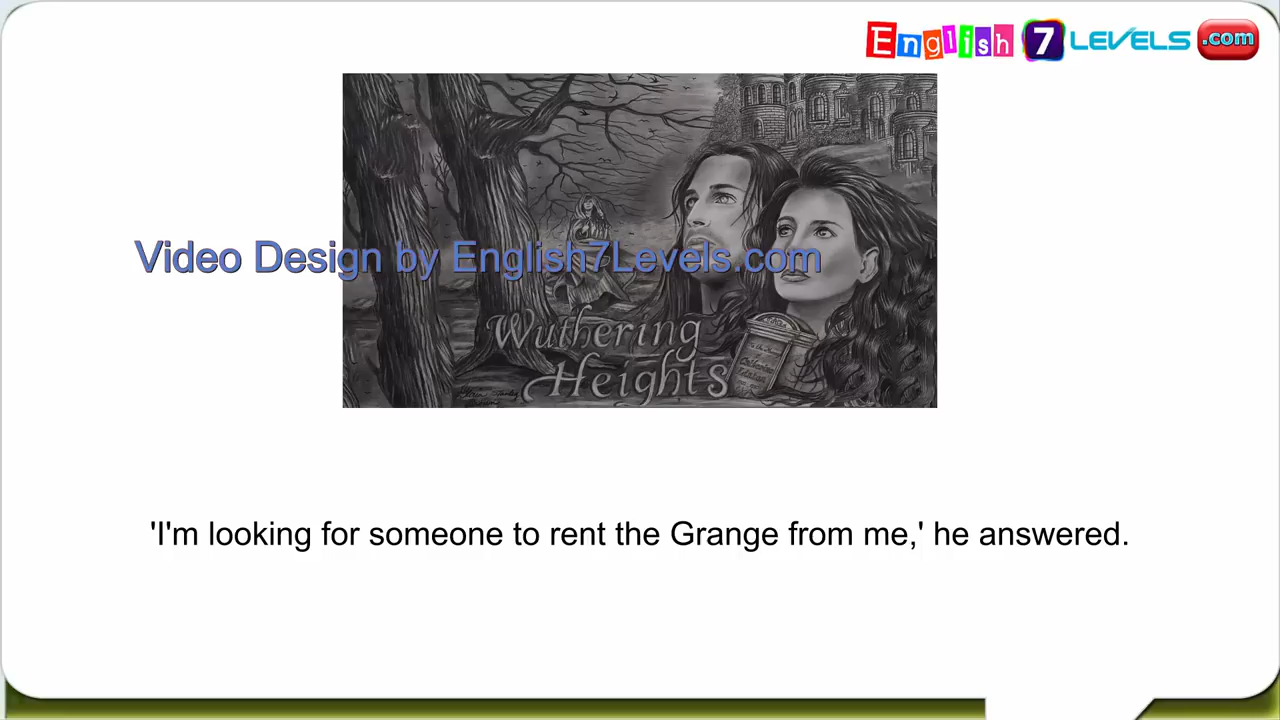 English 7 LEVELS .com
Video Design by English7Levels.com
Wuthering
Heights
'I'm looking for someone to rent the Grange from me,' he answered.